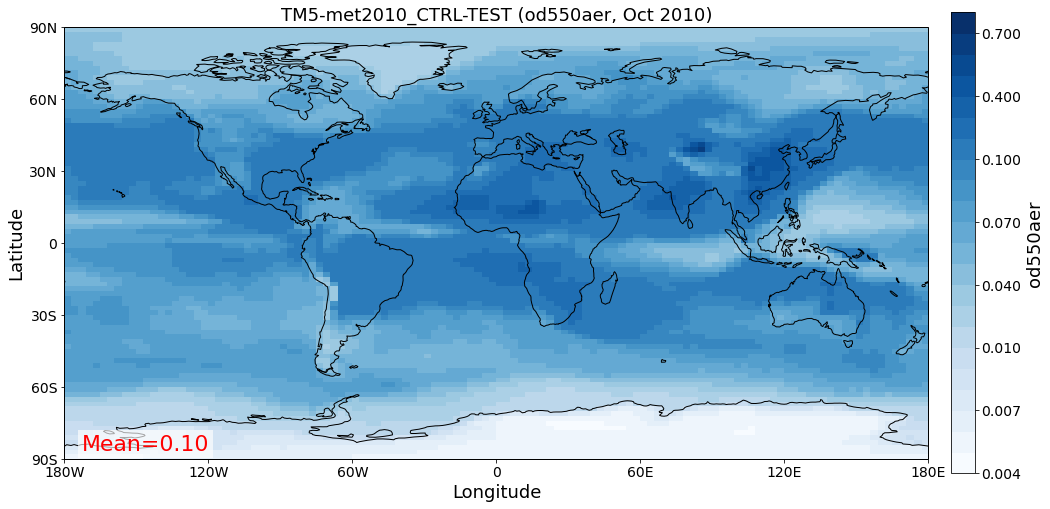 TM5-met2010_CTRL-TEST (od550aer, Oct 2010)
90N
60N
30N
0
30S
60S
90S
Latitude
Mean=0.10
180W
120W
60W
0
60E
120E
180E
Longitude
0.700
0.400
0.100
0.070
0.040
0.010
0.007
0.004
od550aer